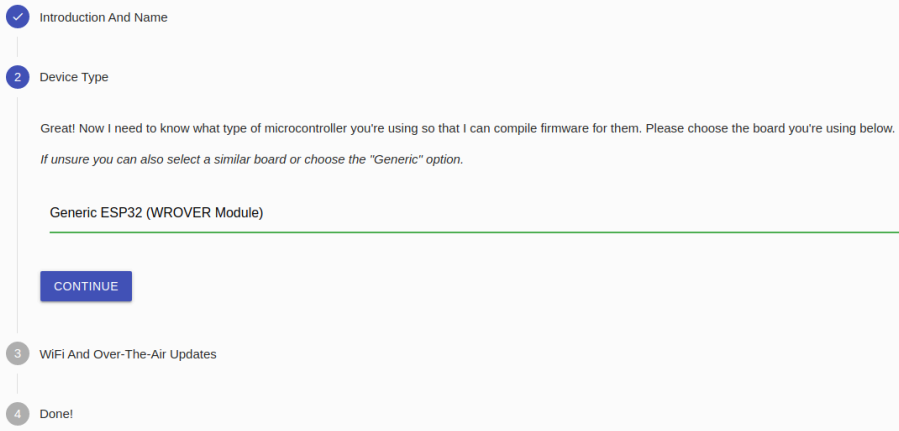 Introduction And Name
2 Device Type
Great! Now I need to know what type of microcontroller you're using so that I can compile firmware for them. Please choose the board you're using below.
If unsure you can also select a similar board or choose the "Generic" option.
Generic ESP32 (WROVER Module)
CONTINUE
3 WiFi And Over-The-Air Updates
4 Done!